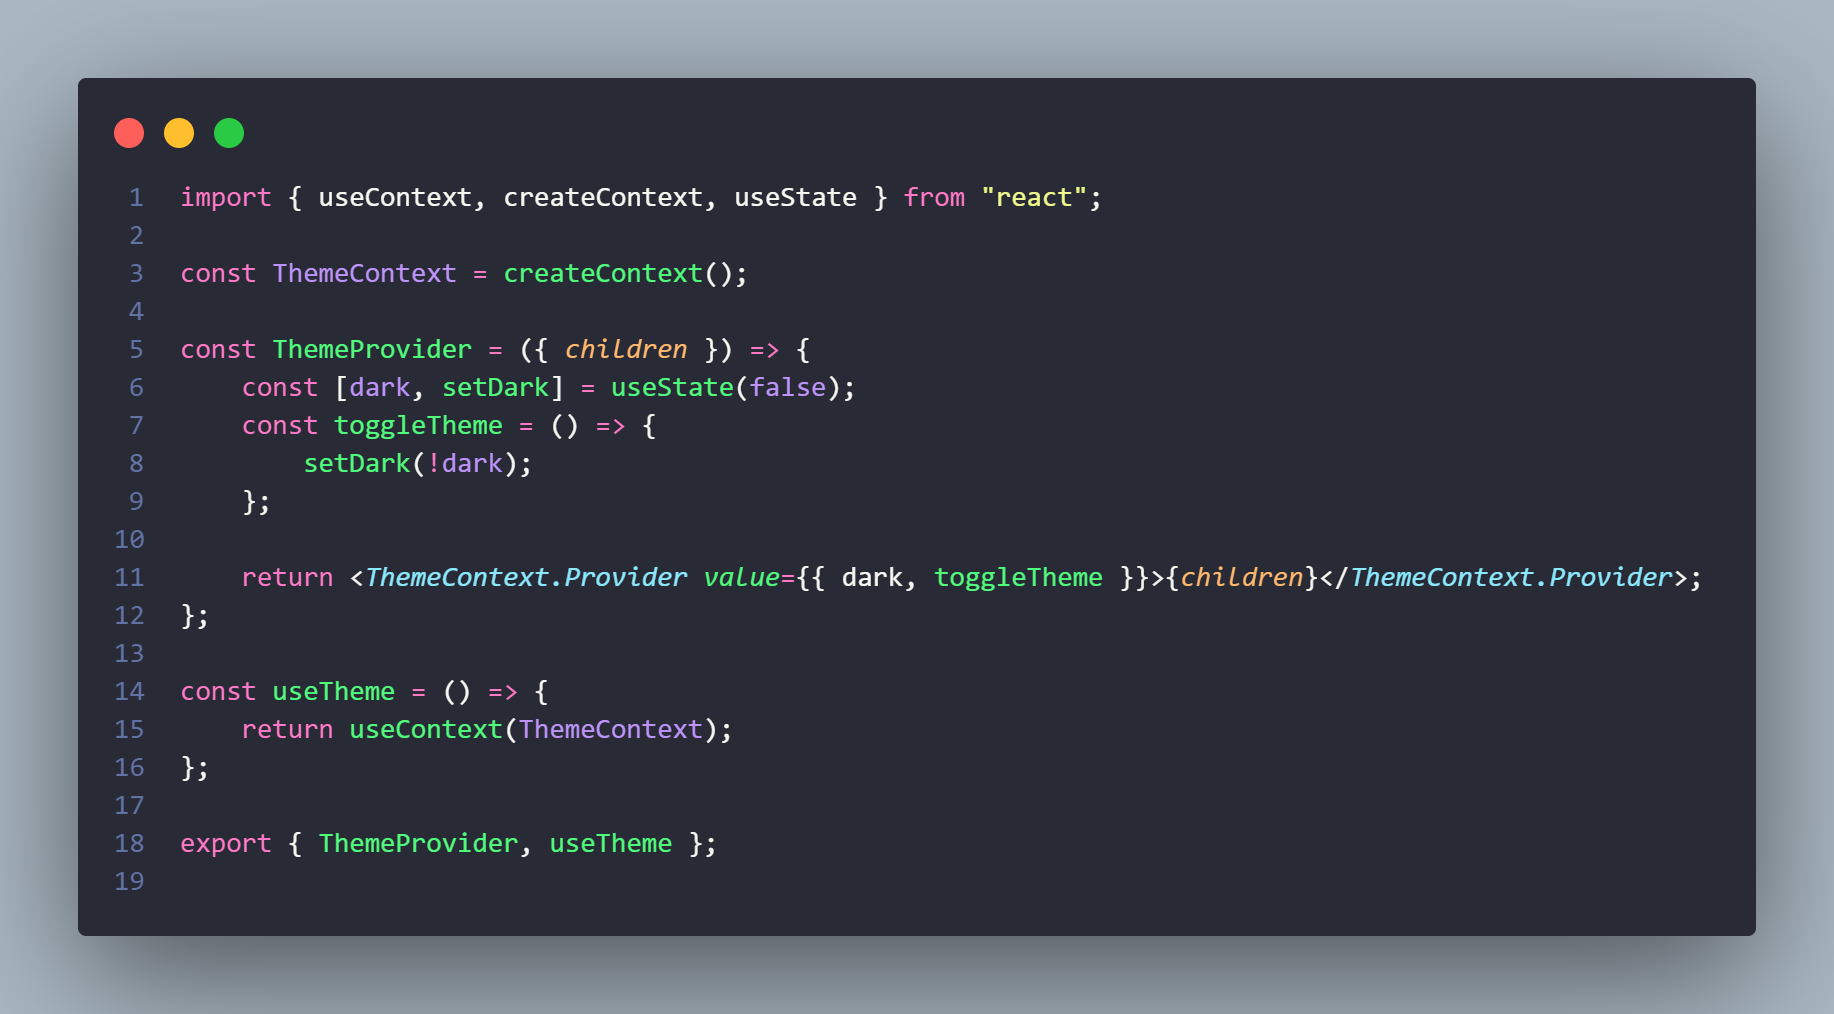 1 import { useContext, createContext, useState } from "react";
2
3 const ThemeContext = createContext();
4
5 const ThemeProvider = ({ children }) => {
6     const [dark, setDark] = useState(false);
7     const toggleTheme = () => {
8         setDark(!dark);
9     };
10
11     return <ThemeContext.Provider value={{ dark, toggleTheme }}>{children}</ThemeContext.Provider>;
12 };
13
14 const useTheme = () => {
15     return useContext(ThemeContext);
16 };
17
18 export { ThemeProvider, useTheme };
19